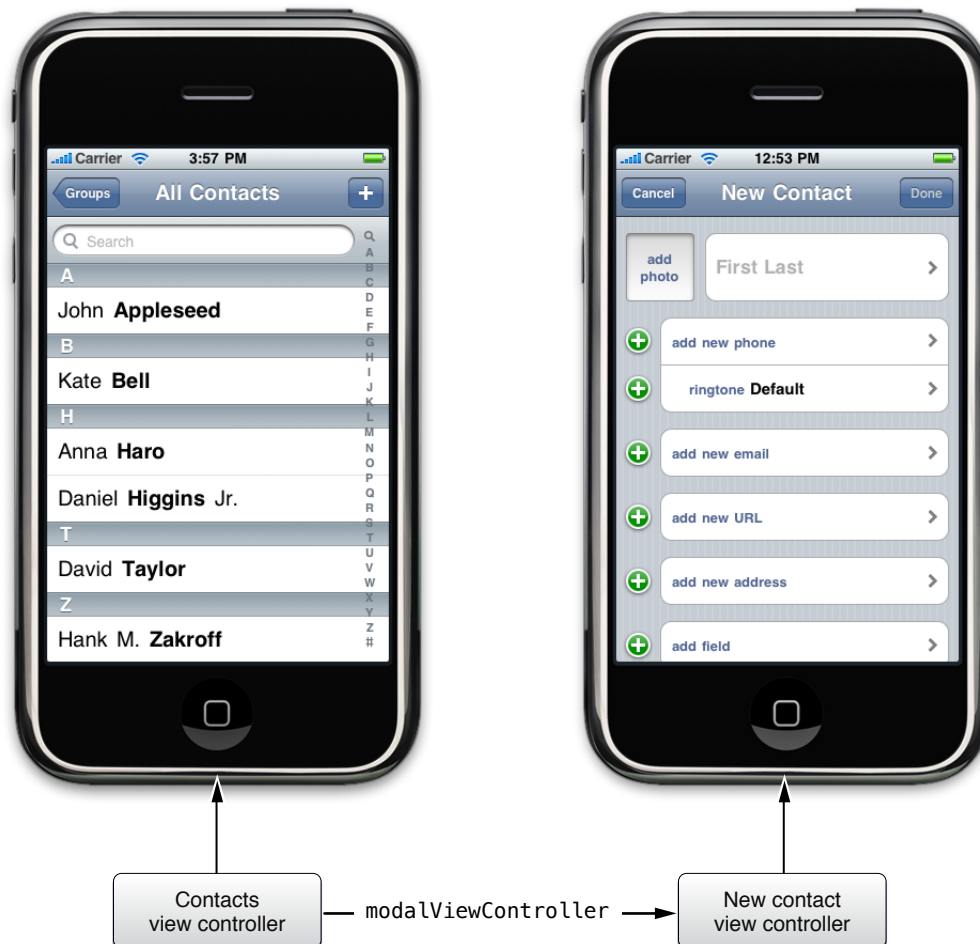 Carrier 3:57 PM
Groups All Contacts +
Search
A
John Appleseed
B
Kate Bell
H
Anna Haro
Daniel Higgins Jr.
T
David Taylor
Z
Hank M. Zakroff
A
B
C
D
E
F
G
H
I
J
K
L
M
N
O
P
Q
R
S
T
U
V
W
X
Y
Z
#
Carrier 12:53 PM
Cancel New Contact Done
add
photo
First Last
add new phone
ringtone Default
add new email
add new URL
add new address
add field
Contacts
view controller
modalViewController
New contact
view controller